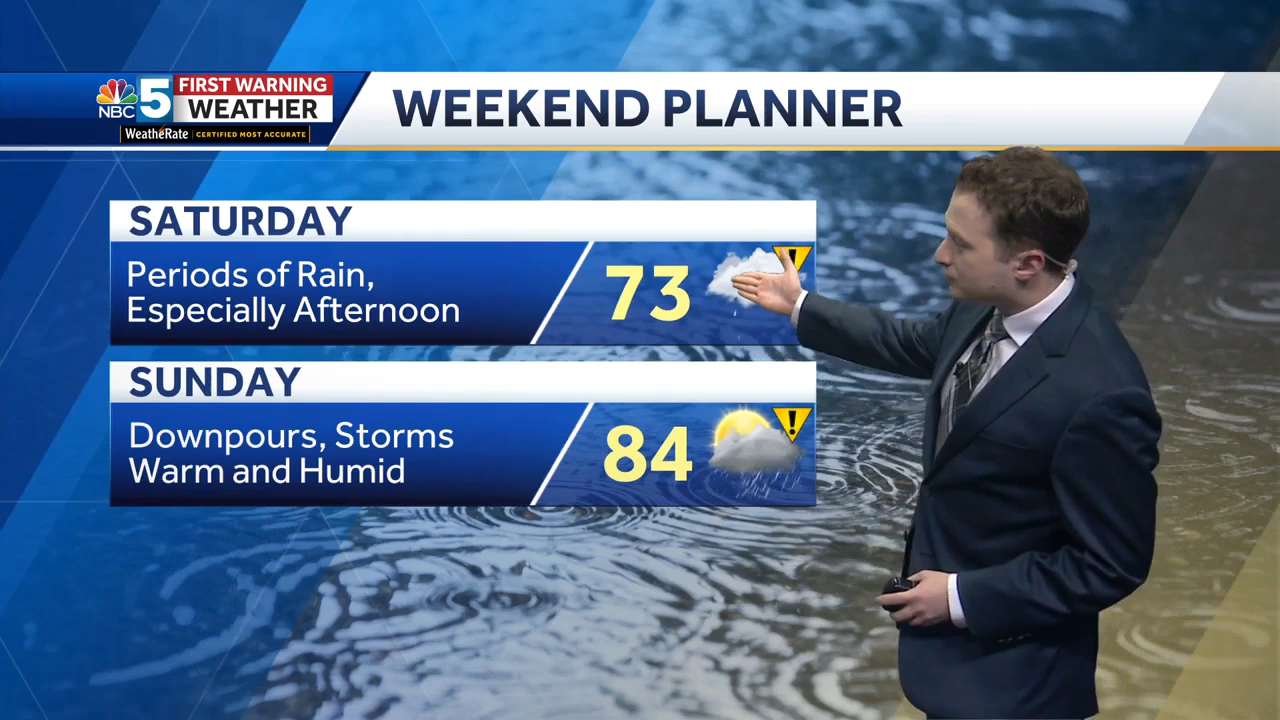 NBC 5 FIRST WARNING
WEATHER
WeatheRate CERTIFIED MOST ACCURATE
WEEKEND PLANNER
SATURDAY
Periods of Rain,
Especially Afternoon
73
SUNDAY
Downpours, Storms
Warm and Humid
84